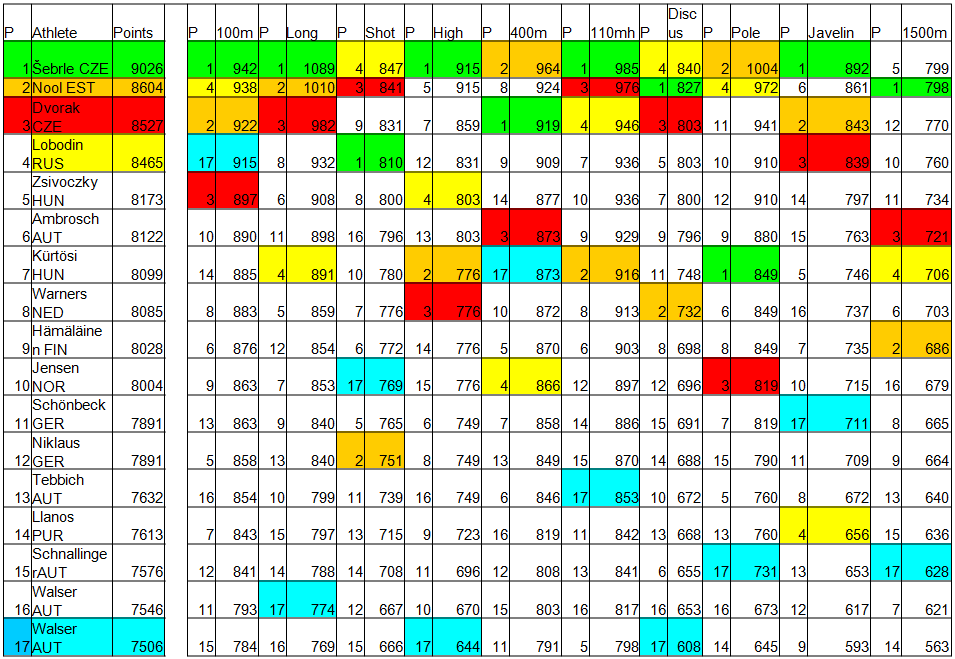 P Athlete Points P 100m P Long P Shot P High P 400m P 110mh P Disc us P Pole P Javelin P 1500m
1 Šebrle CZE 9026 1 942 1 1089 4 847 1 915 2 964 1 985 4 840 2 1004 1 892 5 799
2 Nool EST 8604 4 938 2 1010 3 841 5 915 8 924 3 976 1 827 4 972 6 861 1 798
3 Dvorak CZE 8527 2 922 3 982 9 831 7 859 1 919 4 946 3 803 11 941 2 843 12 770
4 Lobodin RUS 8465 17 915 8 932 1 810 12 831 9 909 7 936 5 803 10 910 3 839 10 760
5 Zsivoczky HUN 8173 3 897 6 908 8 800 4 803 14 877 10 936 7 800 12 910 14 797 11 734
6 Ambrosch AUT 8122 10 890 11 898 16 796 13 803 3 873 9 929 9 796 9 880 15 763 3 721
7 Kürtösi HUN 8099 14 885 4 891 10 780 2 776 17 873 2 916 11 748 1 849 5 746 4 706
8 Warners NED 8085 8 883 5 859 7 776 3 776 10 872 8 913 2 732 6 849 16 737 6 703
9 Hämäläine n FIN 8028 6 876 12 854 6 772 14 776 5 870 6 903 8 698 8 849 7 735 2 686
10 Jensen NOR 8004 9 863 7 853 17 769 15 776 4 866 12 897 12 696 3 819 10 715 16 679
11 Schönbeck GER 7891 13 863 9 840 5 765 6 749 7 858 14 886 15 691 7 819 17 711 8 665
12 Niklaus GER 7891 5 858 13 840 2 751 8 749 13 849 15 870 14 688 15 790 11 709 9 664
13 Tebbich AUT 7632 16 854 10 799 11 739 16 749 6 846 17 853 10 672 5 760 8 672 13 640
14 Llanos PUR 7613 7 843 15 797 13 715 9 723 16 819 11 842 13 668 13 760 4 656 15 636
15 Schnallinge rAUT 7576 12 841 14 788 14 708 11 696 12 808 13 841 6 655 17 731 13 653 17 628
16 Walser AUT 7546 11 793 17 774 12 667 10 670 15 803 16 817 16 653 16 673 12 617 7 621
17 Walser AUT 7506 15 784 16 769 15 666 17 644 11 791 5 798 17 608 14 645 9 593 14 563